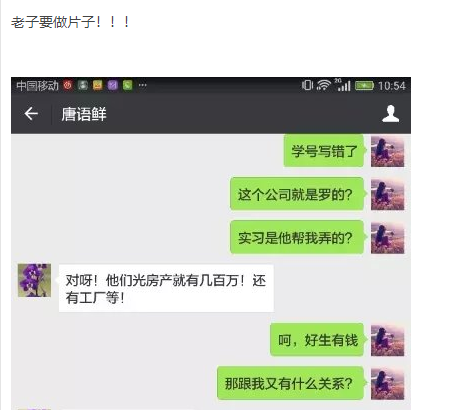 老子要做片子！！！
中国移动 ··· 2G 10:54
唐语鲜
学号写错了
这个公司就是罗的？
实习是他帮我弄的？
对呀！他们光房产就有几百万！还
有工厂等！
呵，好生有钱
那跟我又有什么关系？